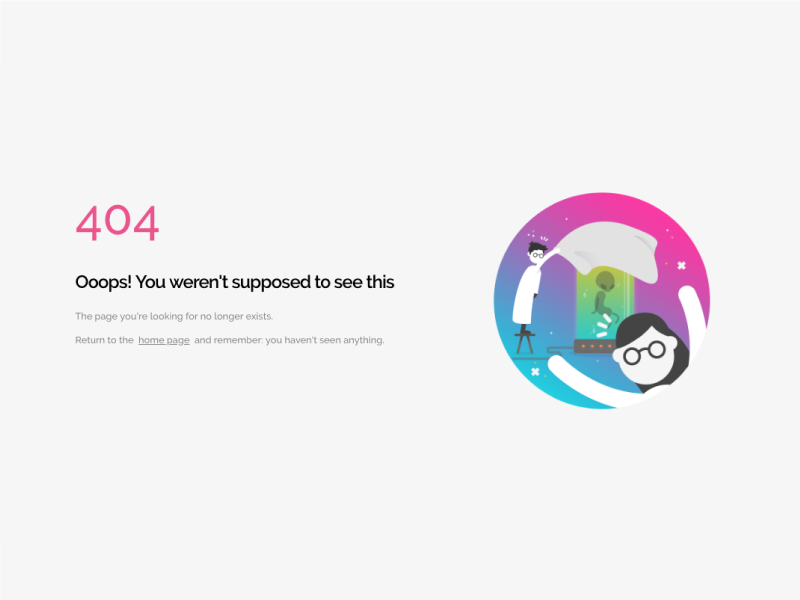 404
Ooops! You weren't supposed to see this
The page you're looking for no longer exists.
Return to the home page and remember: you haven't seen anything.